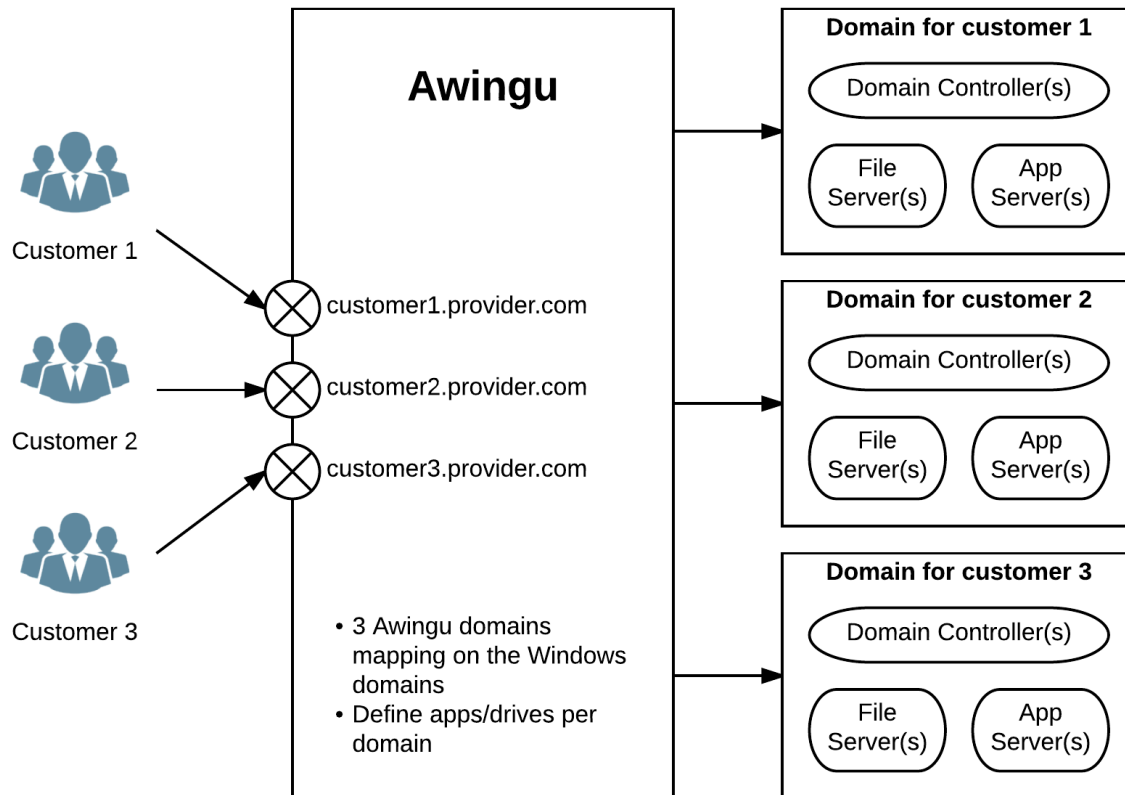 Customer 1
Customer 2
Customer 3
Awingu
customer1.provider.com
customer2.provider.com
customer3.provider.com
• 3 Awingu domains
mapping on the Windows
domains
• Define apps/drives per
domain
Domain for customer 1
Domain Controller(s)
File
Server(s)
App
Server(s)
Domain for customer 2
Domain Controller(s)
File
Server(s)
App
Server(s)
Domain for customer 3
Domain Controller(s)
File
Server(s)
App
Server(s)